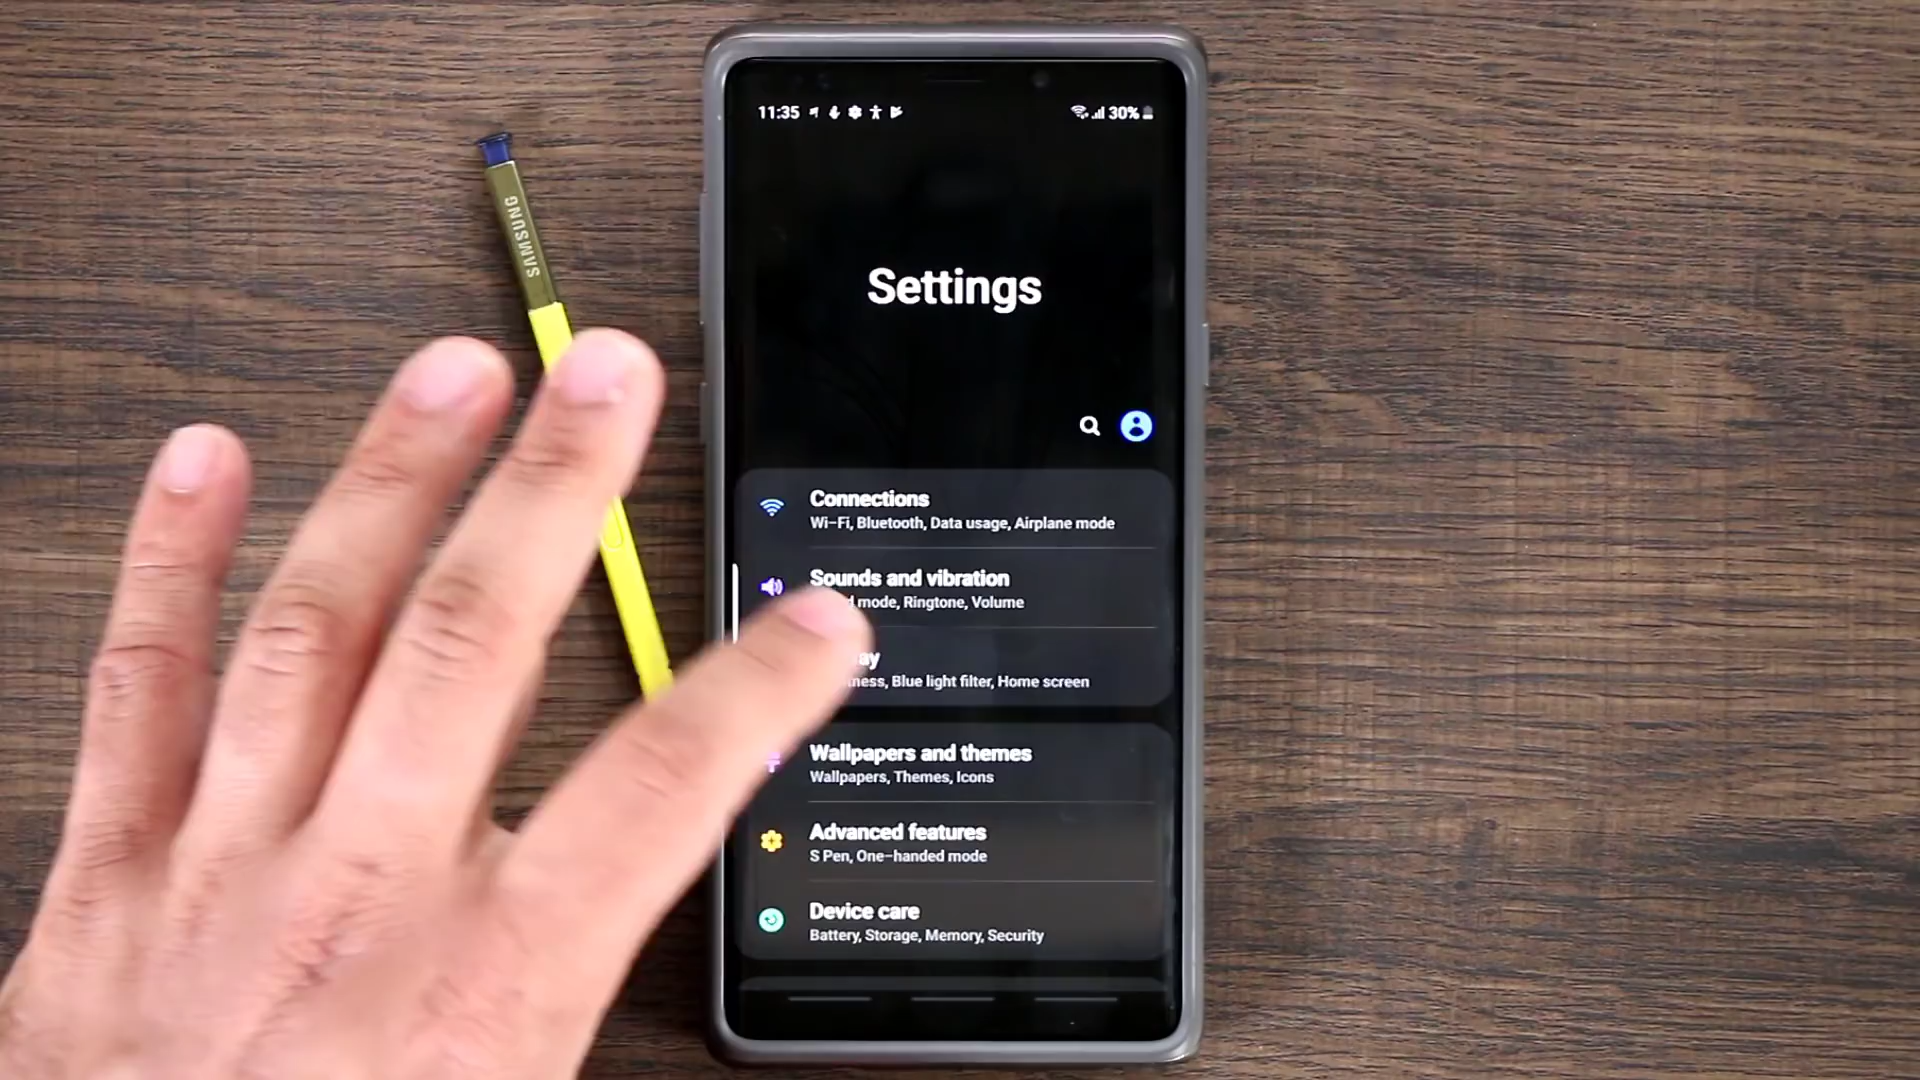 11:35
30%
SAMSUNG
Settings
Connections
Wi-Fi, Bluetooth, Data usage, Airplane mode
Sounds and vibration
mode, Ringtone, Volume
Blue light filter, Home screen
Wallpapers and themes
Wallpapers, Themes, Icons
Advanced features
S Pen, One-handed mode
Device care
Battery, Storage, Memory, Security